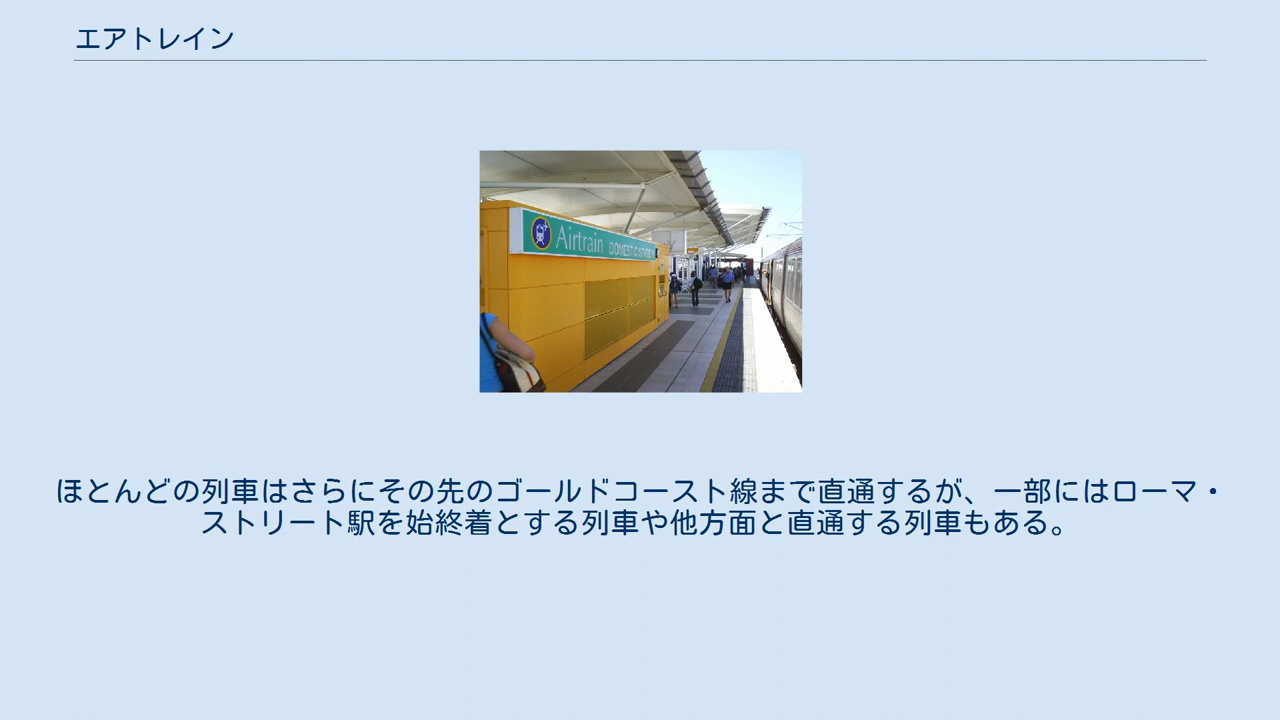 エアトレイン
Airtrain DOMESTIC STATION
ほとんどの列車はさらにその先のゴールドコースト線まで直通するが、一部にはローマ・
ストリート駅を始終着とする列車や他方面と直通する列車もある。